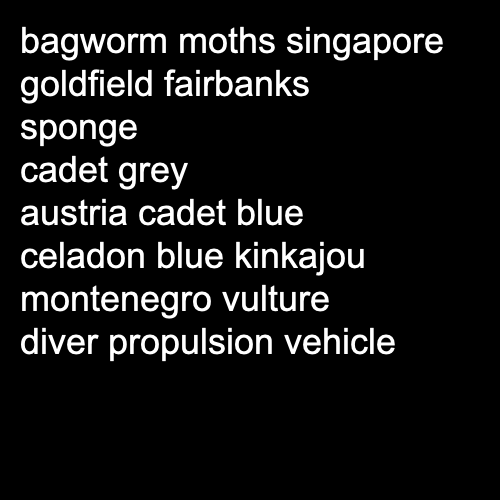 bagworm moths singapore
goldfield fairbanks
sponge
cadet grey
austria cadet blue
celadon blue kinkajou
montenegro vulture
diver propulsion vehicle